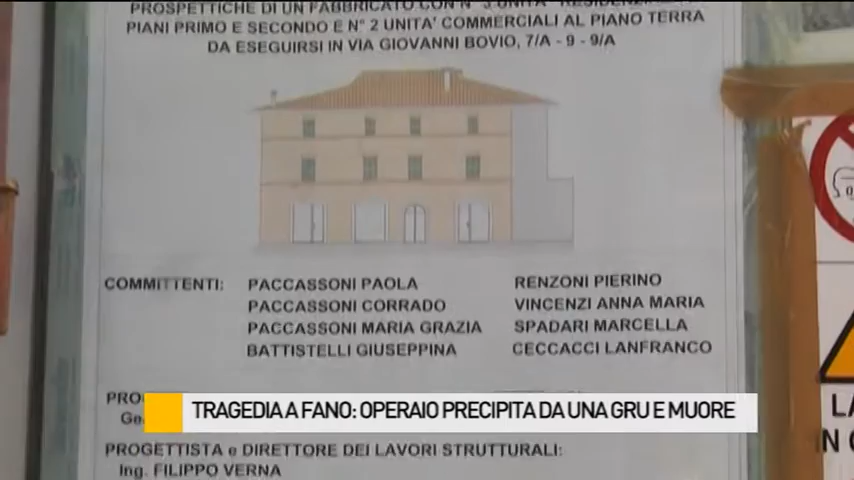 PROSPETTICHE DI UN FABBRICATO CON N° 3 UNITA'
PIANI PRIMO E SECONDO E N° 2 UNITA' COMMERCIALI AL PIANO TERRA
DA ESEGUIRSI IN VIA GIOVANNI BOVIO, 7/A - 9 - 9/A
COMMITTENTI:
PACCASSONI PAOLA RENZONI PIERINO
PACCASSONI CORRADO VINCENZI ANNA MARIA
PACCASSONI MARIA GRAZIA SPADARI MARCELLA
BATTISTELLI GIUSEPPINA CECCACCI LANFRANCO
TRAGEDIA A FANO: OPERAIO PRECIPITA DA UNA GRU E MUORE
PROGETTISTA e DIRETTORE DEI LAVORI STRUTTURALI:
Ing. FILIPPO VERNA